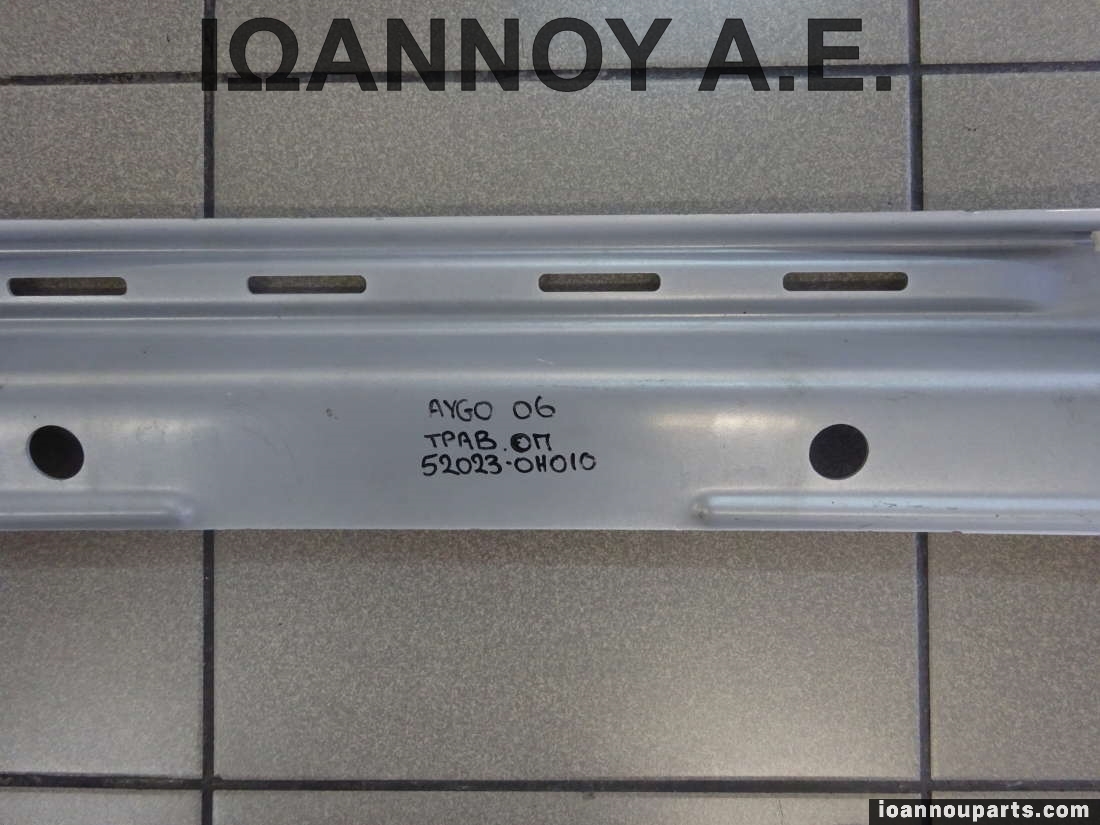 ΙΩΑΝΝΟΥ Α.Ε.
AYGO 06
ΤΡΑΒ. ΟΠ
52023-0H010
ioannouparts.com